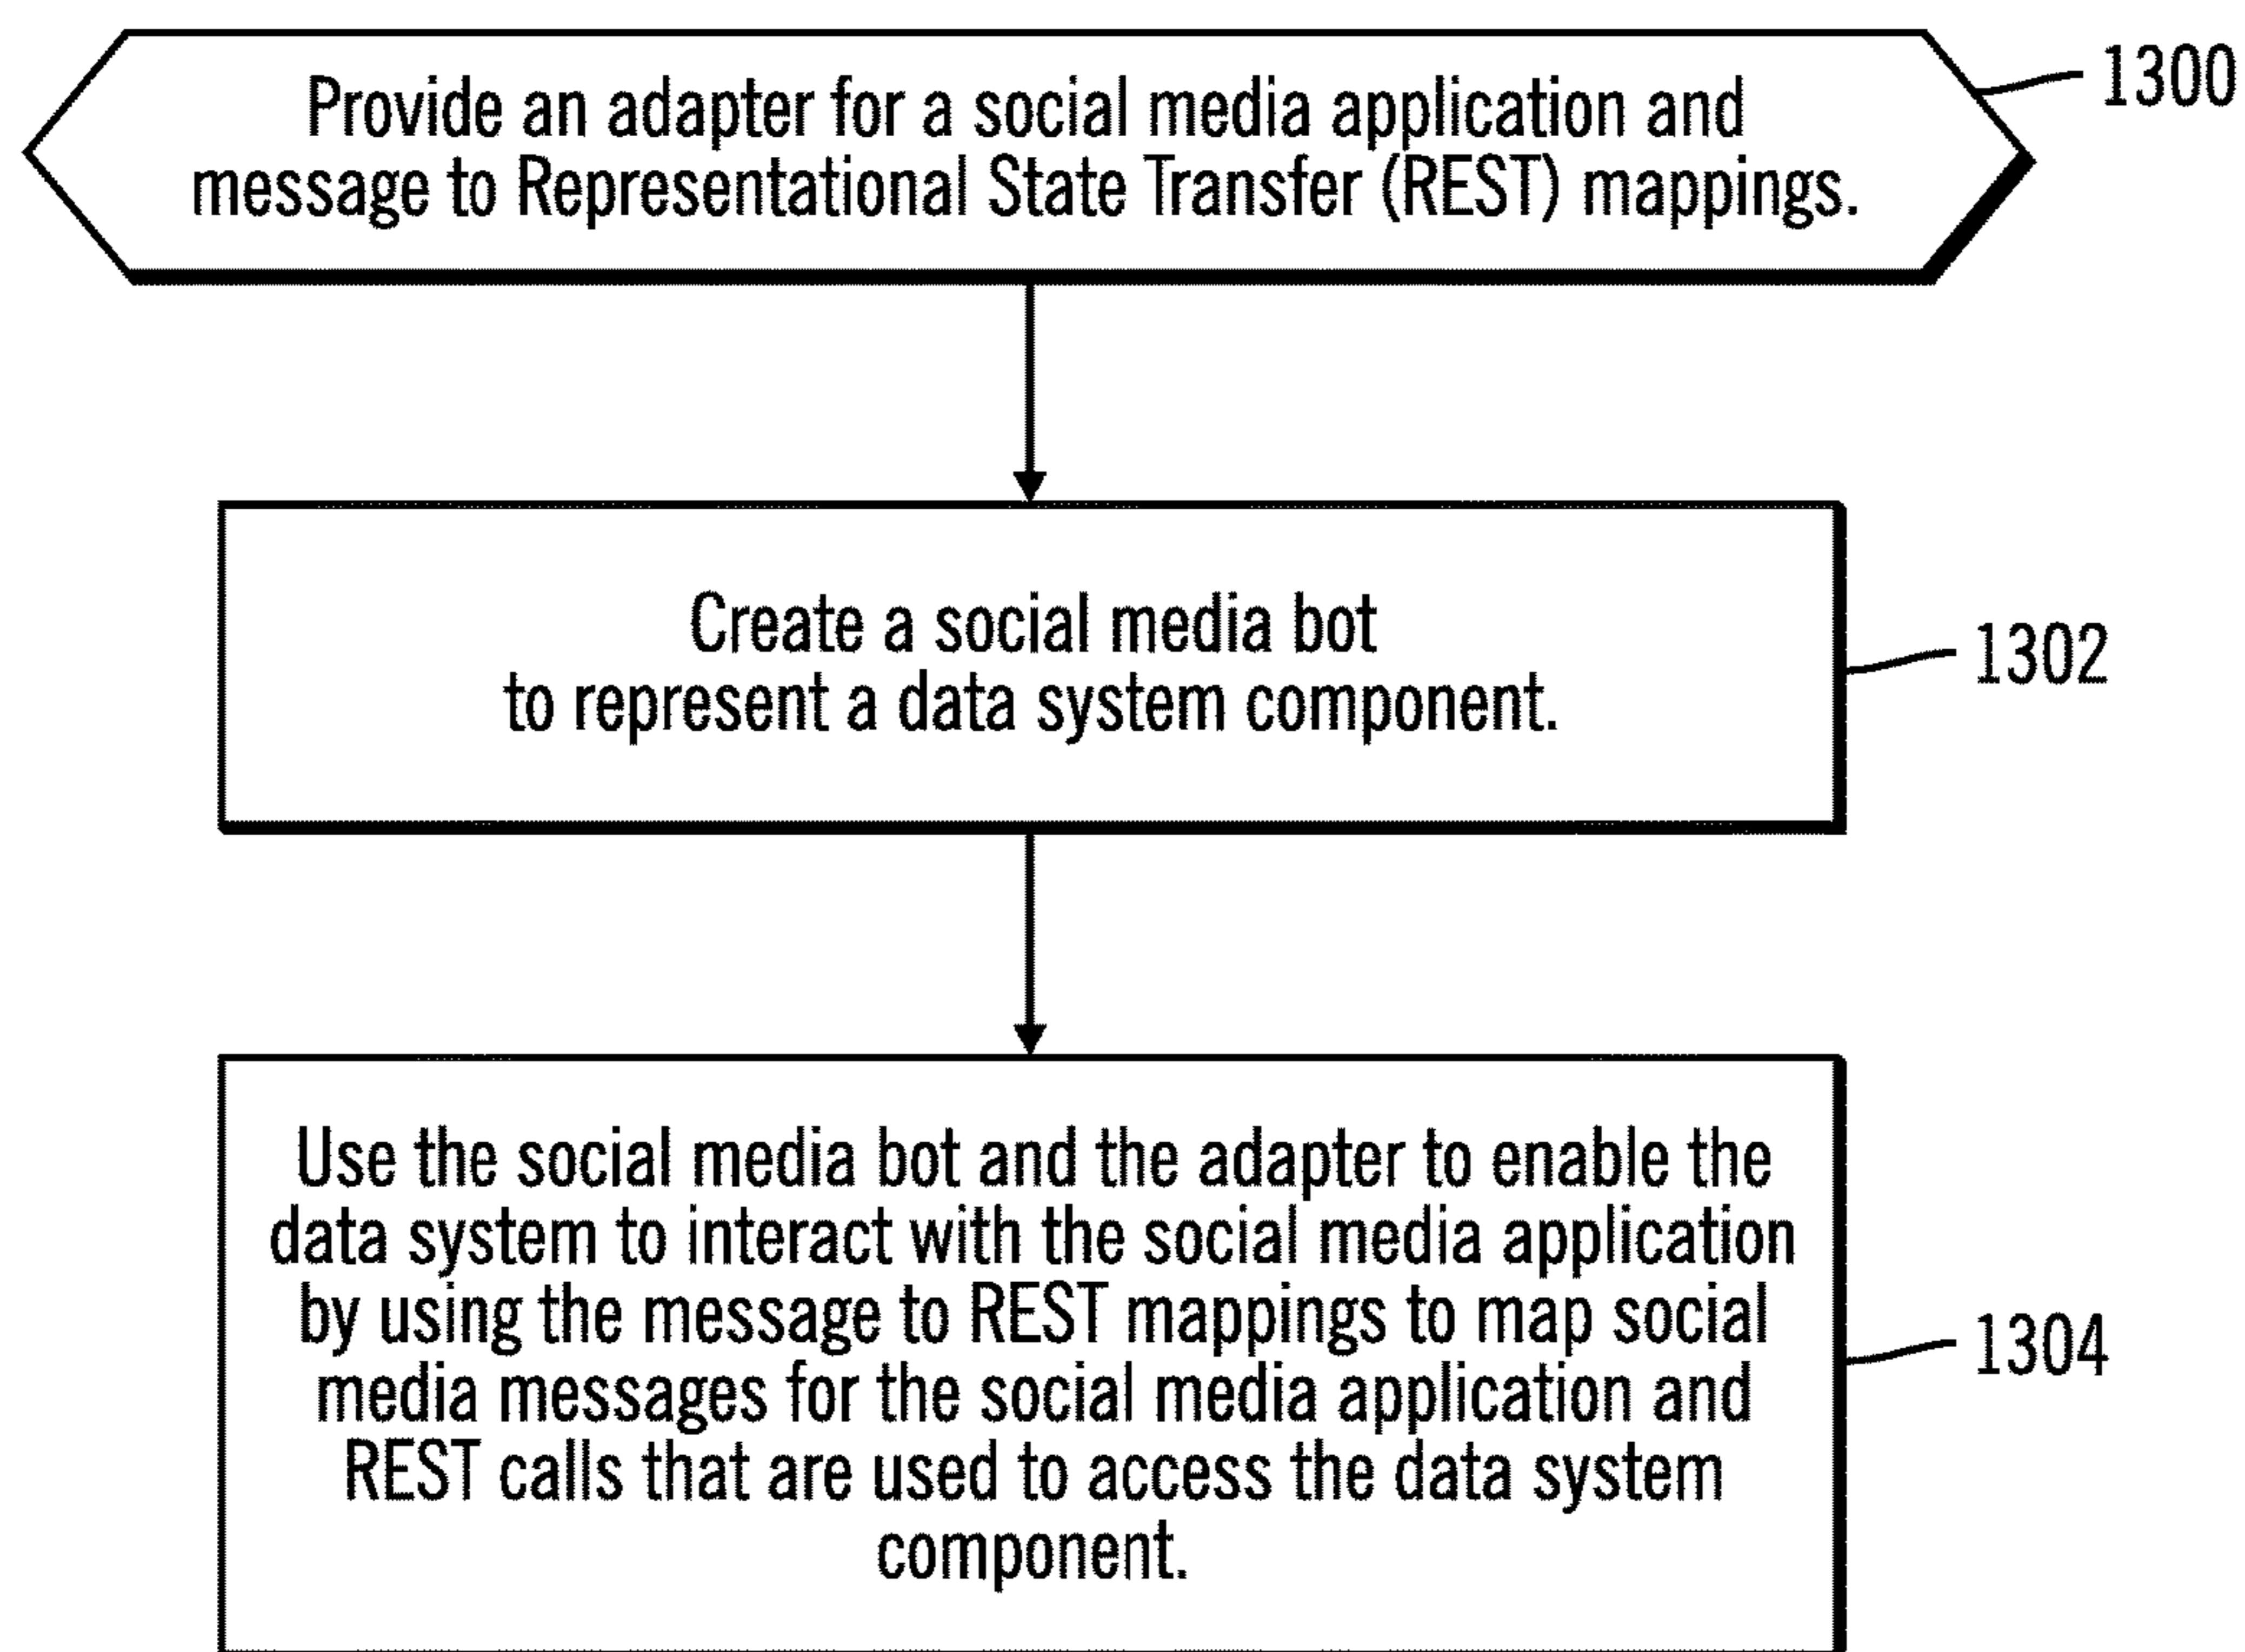 Provide an adapter for a social media application and
message to Representational State Transfer (REST) mappings.
1300
Create a social media bot
to represent a data system component.
1302
Use the social media bot and the adapter to enable the
data system to interact with the social media application
by using the message to REST mappings to map social
media messages for the social media application and
REST calls that are used to access the data system
component.
1304